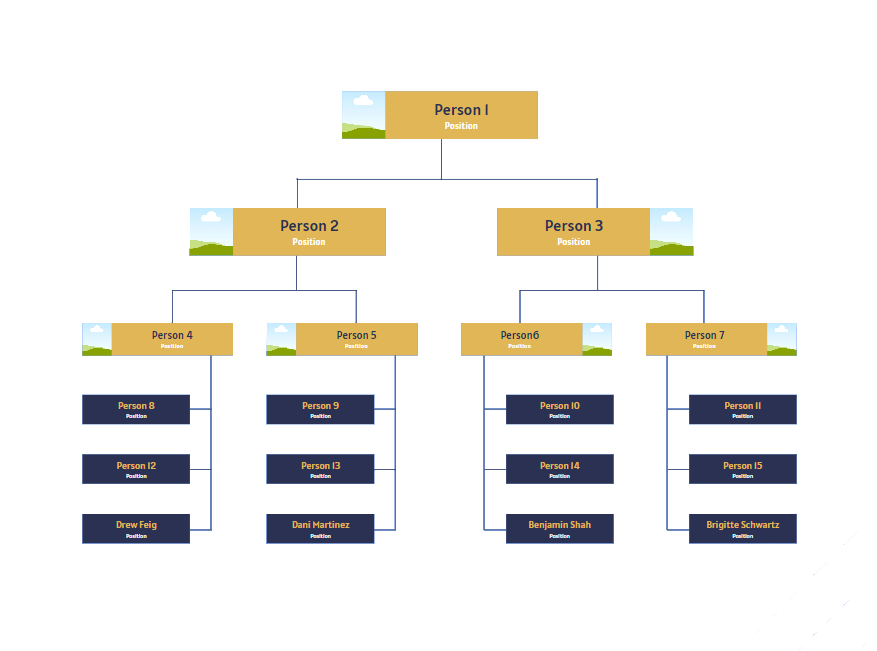 Person 1
Position
Person 2
Position
Person 3
Position
Person 4
Position
Person 5
Position
Person6
Position
Person 7
Position
Person 8
Position
Person 9
Position
Person 10
Position
Person 11
Position
Person 12
Position
Person 13
Position
Person 14
Position
Person 15
Position
Drew Feig
Position
Dani Martinez
Position
Benjamin Shah
Position
Brigitte Schwartz
Position